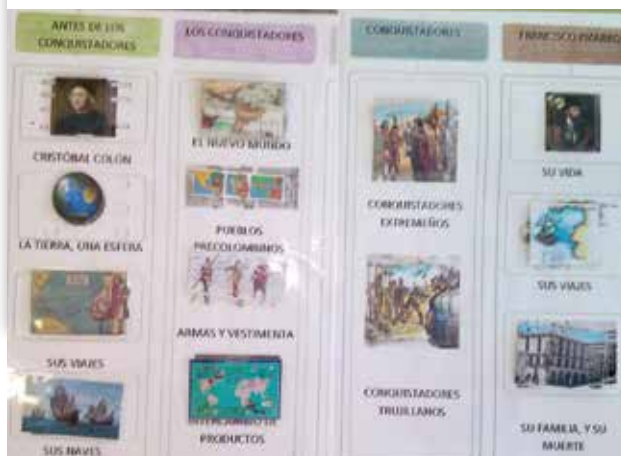 ANTES DE LOS
CONQUISTADORES
CRISTÓBAL COLÓN
LA TIERRA, UNA ESFERA
SUS VIAJES
SUS NAVES
LOS CONQUISTADORES
EL NUEVO MUNDO
PUEBLOS
PRECOLOMBINOS
ARMAS Y VESTIMENTA
INTERCAMBIO DE
PRODUCTOS
CONQUISTADORES
CONQUISTADORES
EXTREMEÑOS
CONQUISTADORES
TRUJILLANOS
FRANCISCO PIZARRO
SU VIDA
SUS VIAJES
SU FAMILIA, Y SU
MUERTE